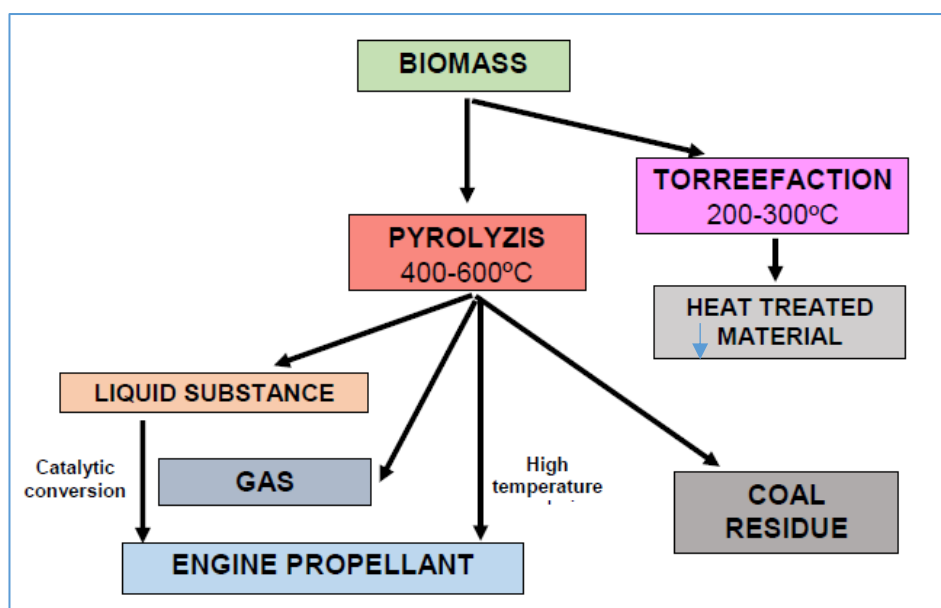 BIOMASS
TORREEFACTION
200-300ºC
PYROLYZIS
400-600ºC
HEAT TREATED
MATERIAL
LIQUID SUBSTANCE
Catalytic
conversion
GAS
High
temperature
COAL
RESIDUE
ENGINE PROPELLANT